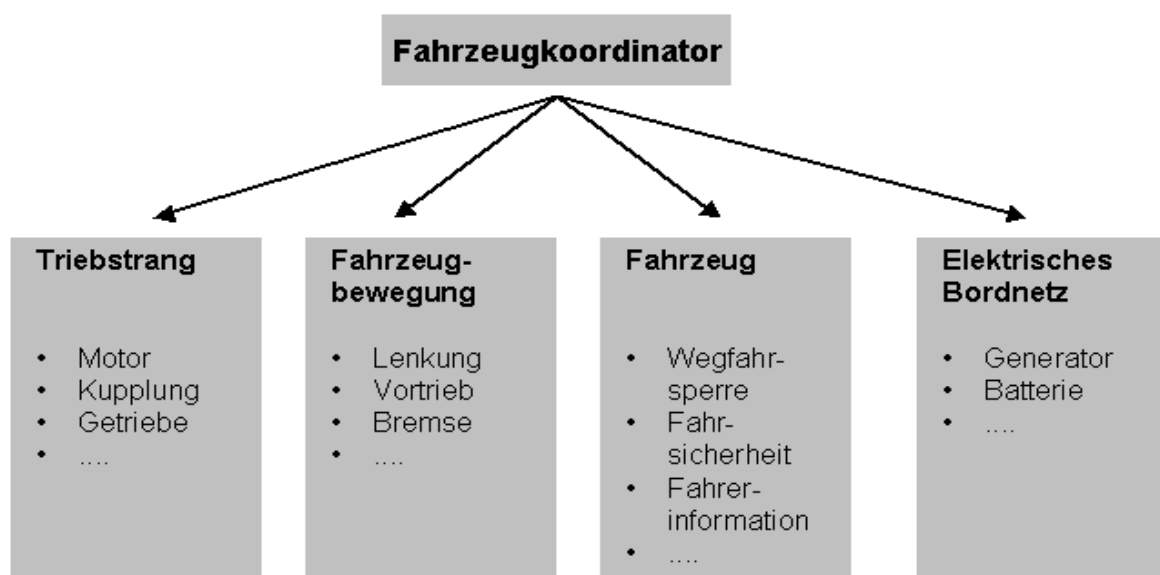 Fahrzeugkoordinator
Triebstrang
• Motor
• Kupplung
• Getriebe
• ....
Fahrzeug-
bewegung
• Lenkung
• Vortrieb
• Bremse
• ....
Fahrzeug
• Wegfahr-
sperre
• Fahr-
sicherheit
• Fahrer-
information
• ....
Elektrisches
Bordnetz
• Generator
• Batterie
• ....